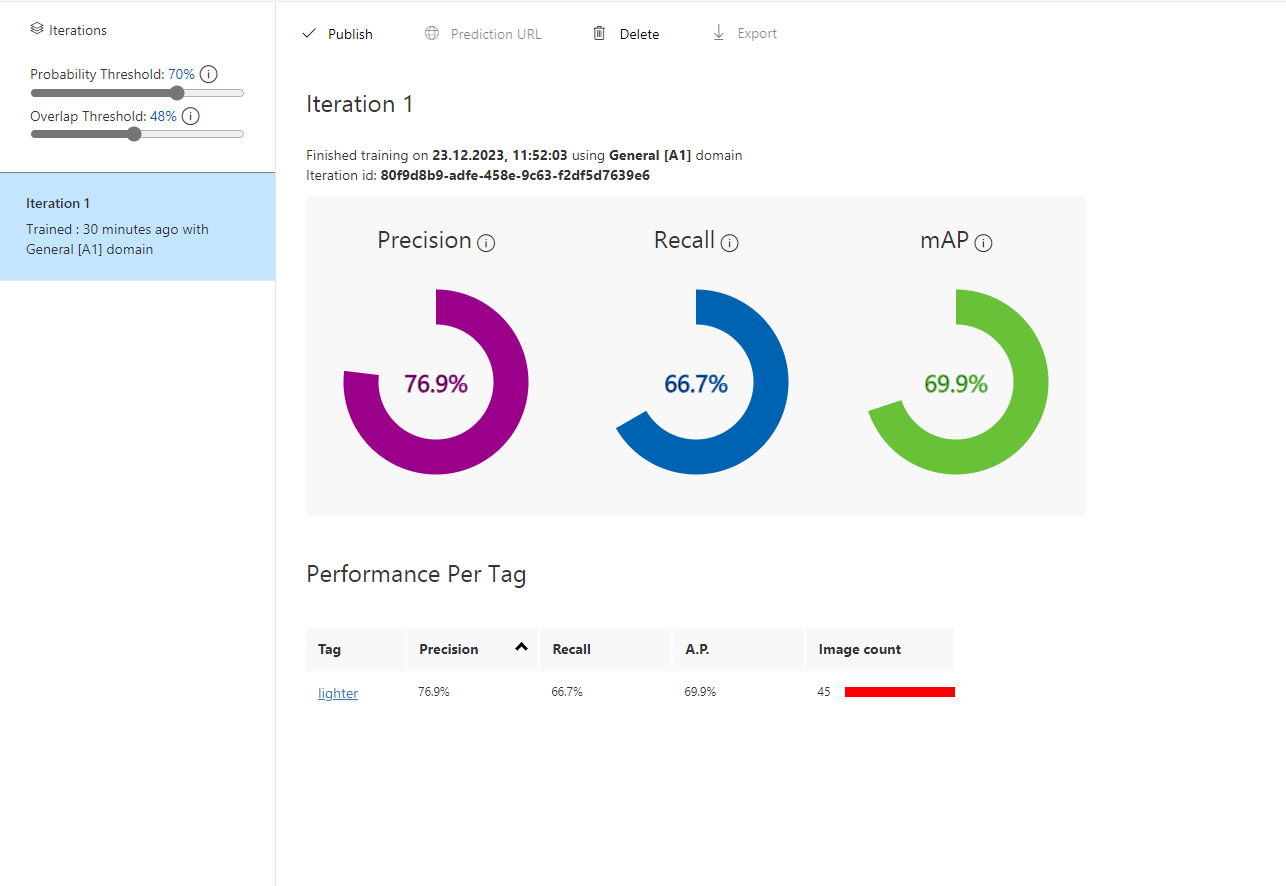 Iterations
Probability Threshold: 70%
Overlap Threshold: 48%
Iteration 1
Trained : 30 minutes ago with
General [A1] domain
Publish
Prediction URL
Delete
Export
Iteration 1
Finished training on 23.12.2023, 11:52:03 using General [A1] domain
Iteration id: 80f9d8b9-adfe-458e-9c63-f2df5d7639e6
Precision
Recall
mAP
76.9%
66.7%
69.9%
Performance Per Tag
Tag Precision Recall A.P. Image count
lighter 76.9% 66.7% 69.9% 45